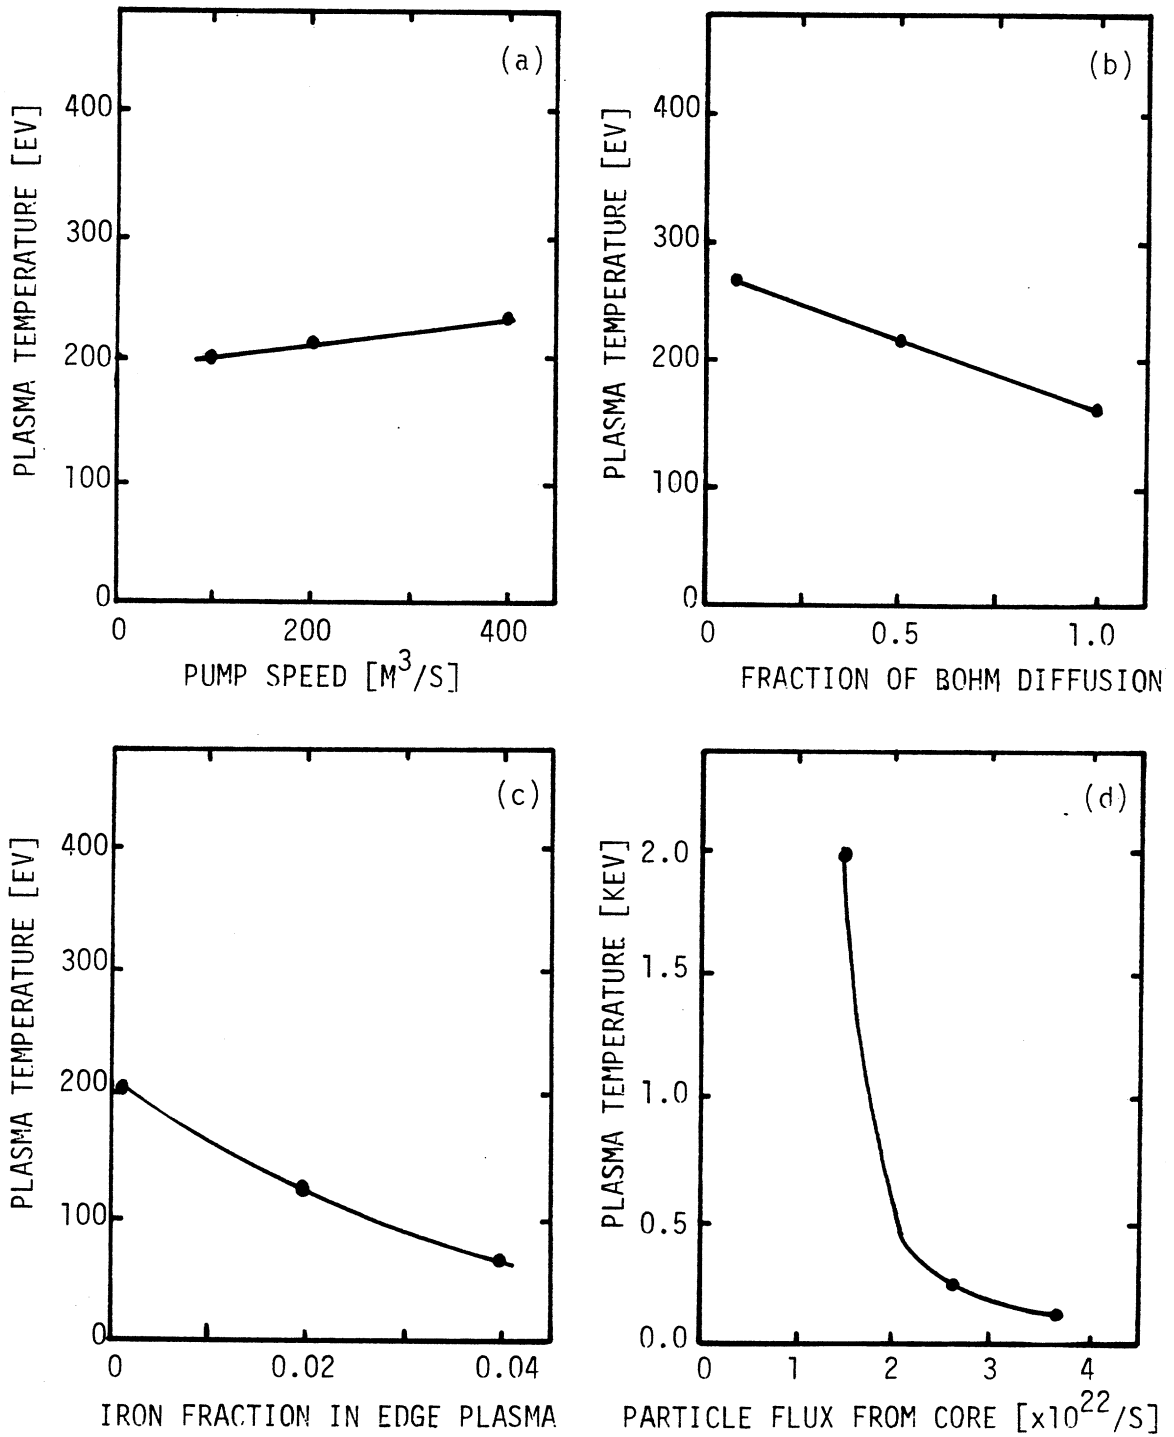 (a)
PLASMA TEMPERATURE [EV]
400
300
200
100
0
0 200 400
PUMP SPEED [M³/S]
(b)
PLASMA TEMPERATURE [EV]
400
300
200
100
0
0 0.5 1.0
FRACTION OF BOHM DIFFUSION
(c)
PLASMA TEMPERATURE [EV]
400
300
200
100
0
0 0.02 0.04
IRON FRACTION IN EDGE PLASMA
(d)
PLASMA TEMPERATURE [KEV]
2.0
1.5
1.0
0.5
0.0
0 1 2 3 4
PARTICLE FLUX FROM CORE [x10²²/S]